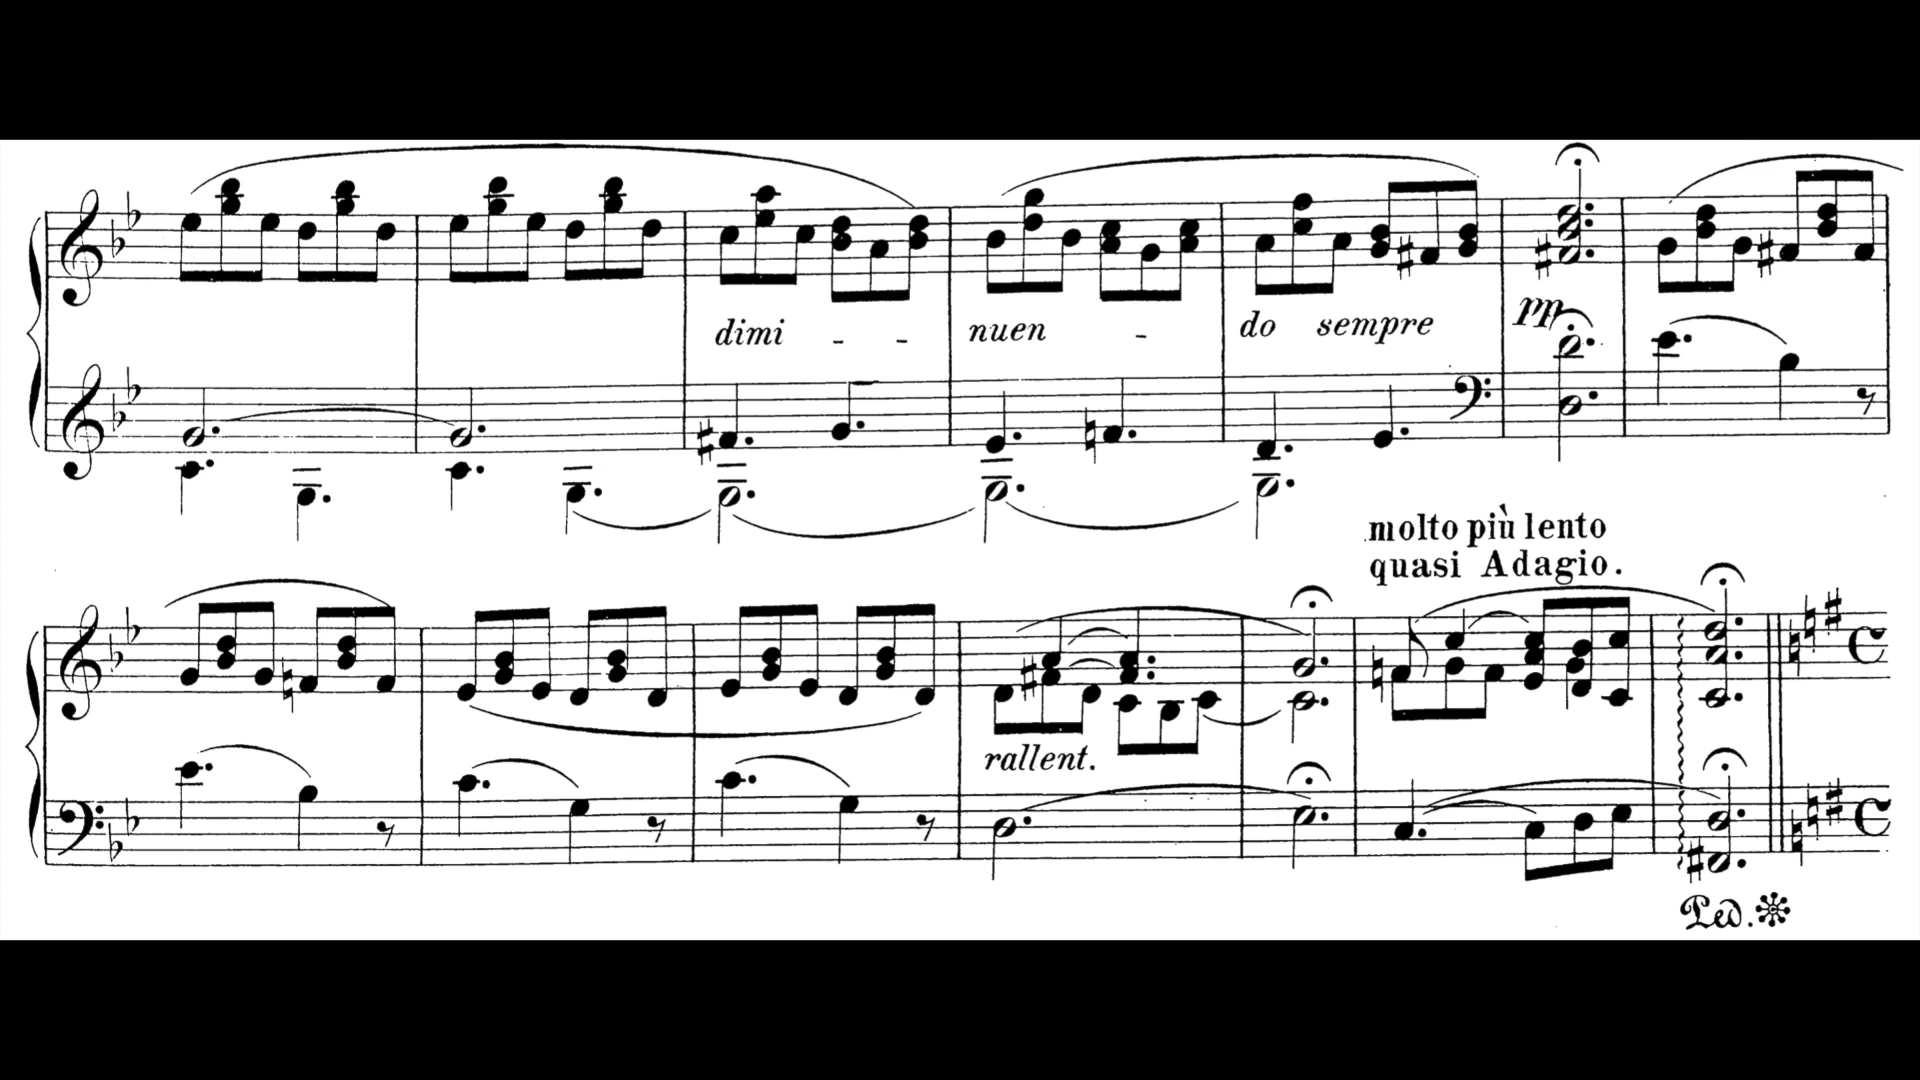 dimi - - nuen - do sempre pp
molto più lento
quasi Adagio.
rallent.
Ped.